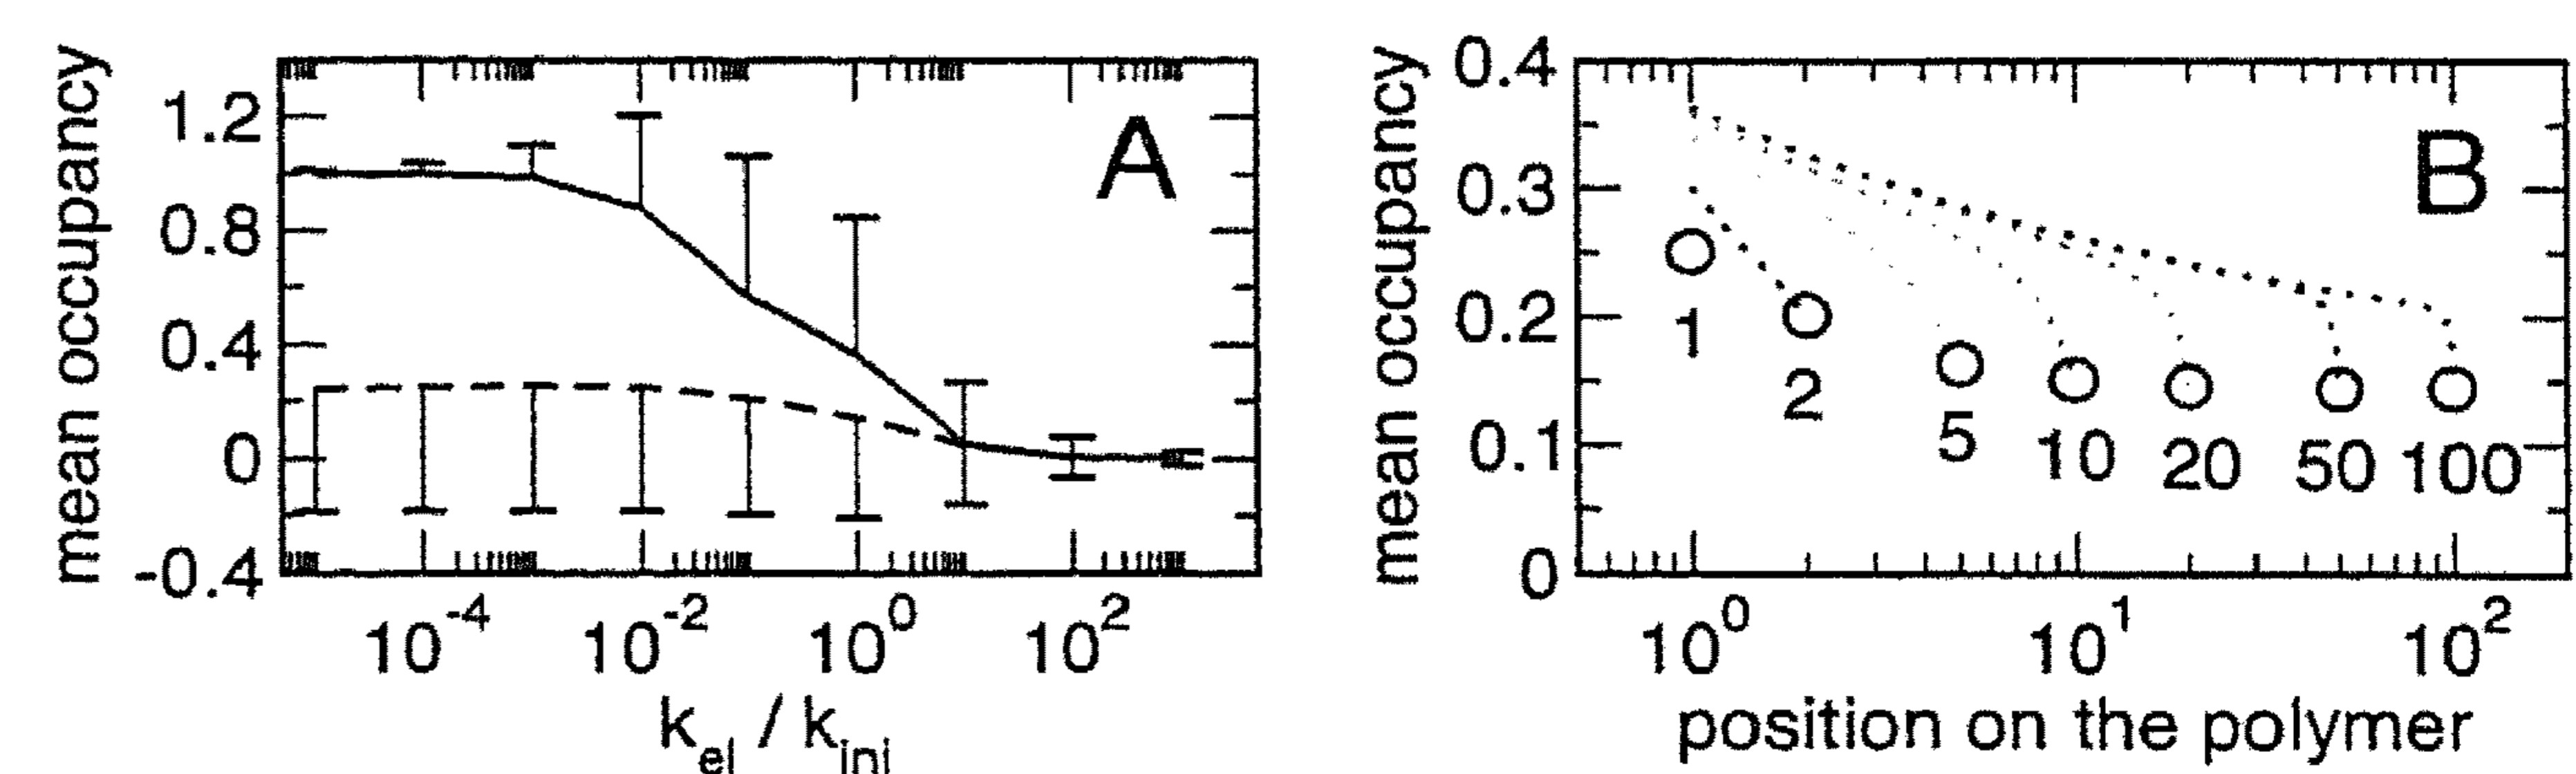 mean occupancy
1.2
0.8
0.4
0
-0.4
A
10^-4 10^-2 10^0 10^2
k_el / k_ini
mean occupancy
0.4
0.3
0.2
0.1
0
B
1 2 5 10 20 50 100
10^0 10^1 10^2
position on the polymer